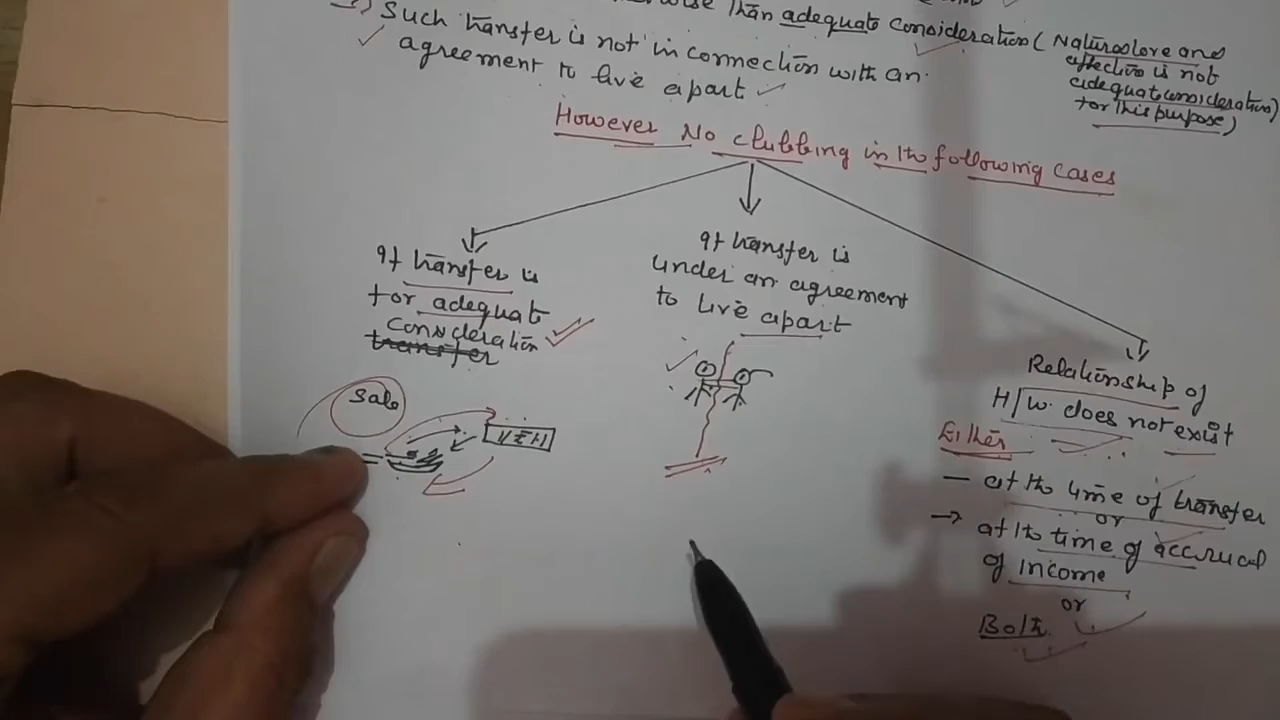 than adequate consideration (Natural love and
affection is not
adequate consideration)
for this purpose)
Such transfer is not in connection with an
agreement to live apart
However No clubbing in the following cases
If transfer is
for adequat
consideration
transfer
Sale
If transfer is
under an agreement
to live apart
Relationship of
H/w. does not exist
Either
— at the time of transfer
or
→ at the time of accrual
of income
or
Both.